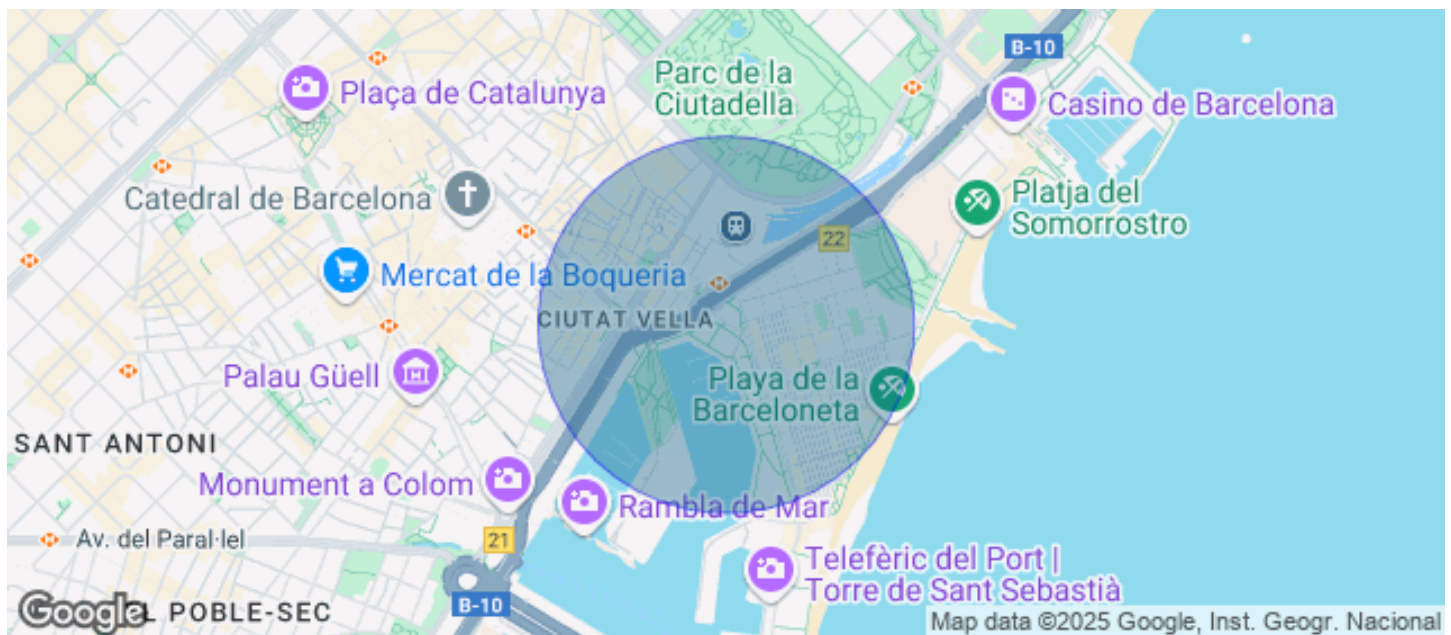 B-10
Parc de la
Ciutadella
Plaça de Catalunya
Casino de Barcelona
Catedral de Barcelona
Platja del
Somorrostro
22
Mercat de la Boqueria
CIUTAT VELLA
Palau Güell
Playa de la
Barceloneta
SANT ANTONI
Monument a Colom
Rambla de Mar
21
Av. del Paral·lel
Telefèric del Port |
Torre de Sant Sebastià
B-10
Google
EL POBLE-SEC
Map data ©2025 Google, Inst. Geogr. Nacional